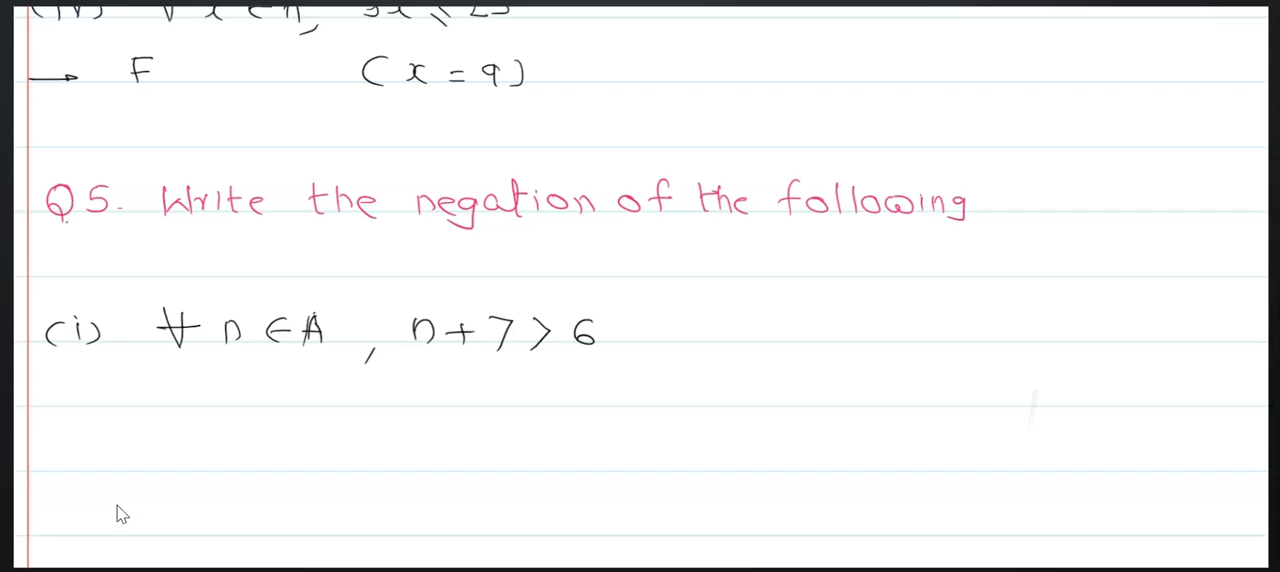 → F (x = 9)
Q5. Write the negation of the following
(i) ∀ n ∈ A, n + 7 > 6